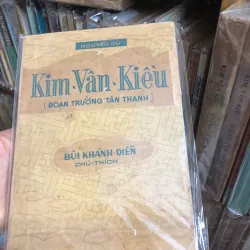 NGUYỄN DU
Kim·Vân·Kiều
(ĐOẠN TRƯỜNG TÂN THANH)
BÙI KHÁNH-DIỄN
CHÚ-THÍCH